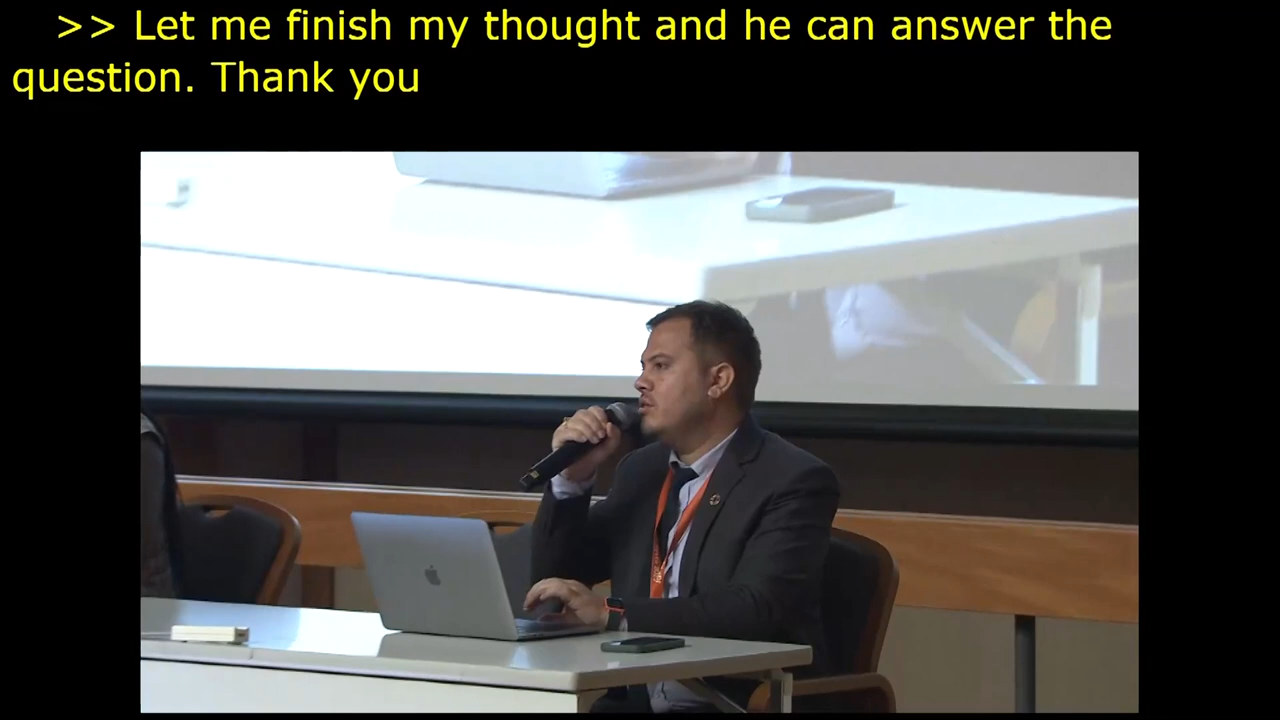 >> Let me finish my thought and he can answer the
question. Thank you